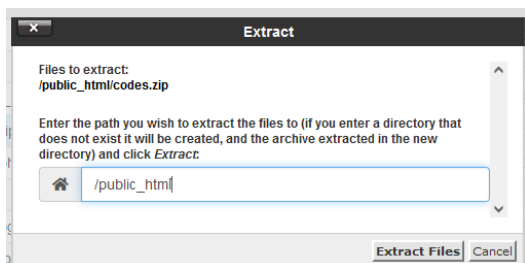 Extract
Files to extract:
/public_html/codes.zip
Enter the path you wish to extract the files to (if you enter a directory that
does not exist it will be created, and the archive extracted in the new
directory) and click Extract:
/public_html
Extract Files Cancel